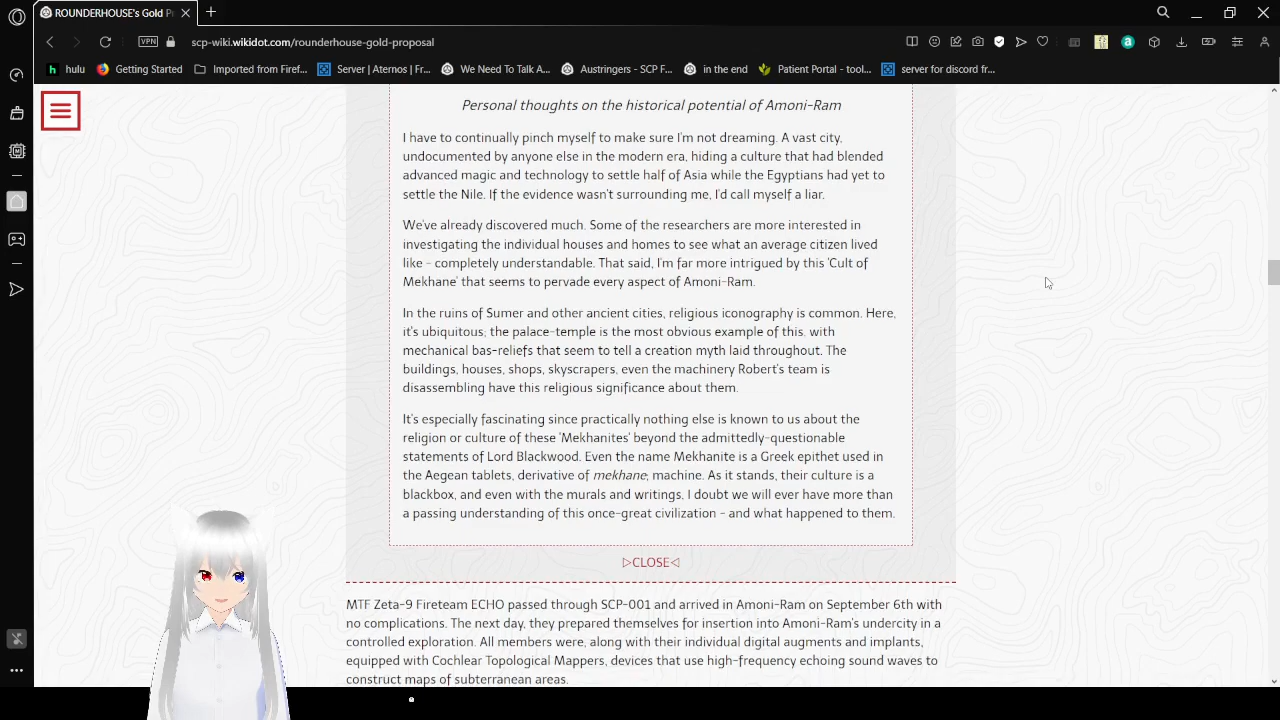 ROUNDERHOUSE's Gold P
VPN
scp-wiki.wikidot.com/rounderhouse-gold-proposal
h hulu
Getting Started
Imported from Firef...
Server | Aternos | Fr...
We Need To Talk A...
Austringers - SCP F...
in the end
Patient Portal - tool...
server for discord fr...
Personal thoughts on the historical potential of Amoni-Ram
I have to continually pinch myself to make sure I'm not dreaming. A vast city,
undocumented by anyone else in the modern era, hiding a culture that had blended
advanced magic and technology to settle half of Asia while the Egyptians had yet to
settle the Nile. If the evidence wasn't surrounding me, I'd call myself a liar.
We've already discovered much. Some of the researchers are more interested in
investigating the individual houses and homes to see what an average citizen lived
like - completely understandable. That said, I'm far more intrigued by this 'Cult of
Mekhane' that seems to pervade every aspect of Amoni-Ram.
In the ruins of Sumer and other ancient cities, religious iconography is common. Here,
it's ubiquitous; the palace-temple is the most obvious example of this, with
mechanical bas-reliefs that seem to tell a creation myth laid throughout. The
buildings, houses, shops, skyscrapers, even the machinery Robert's team is
disassembling have this religious significance about them.
It's especially fascinating since practically nothing else is known to us about the
religion or culture of these 'Mekhanites' beyond the admittedly-questionable
statements of Lord Blackwood. Even the name Mekhanite is a Greek epithet used in
the Aegean tablets, derivative of mekhane; machine. As it stands, their culture is a
blackbox, and even with the murals and writings, I doubt we will ever have more than
a passing understanding of this once-great civilization - and what happened to them.
▷CLOSE◁
MTF Zeta-9 Fireteam ECHO passed through SCP-001 and arrived in Amoni-Ram on September 6th with
no complications. The next day, they prepared themselves for insertion into Amoni-Ram's undercity in a
controlled exploration. All members were, along with their individual digital augments and implants,
equipped with Cochlear Topological Mappers, devices that use high-frequency echoing sound waves to
construct maps of subterranean areas.